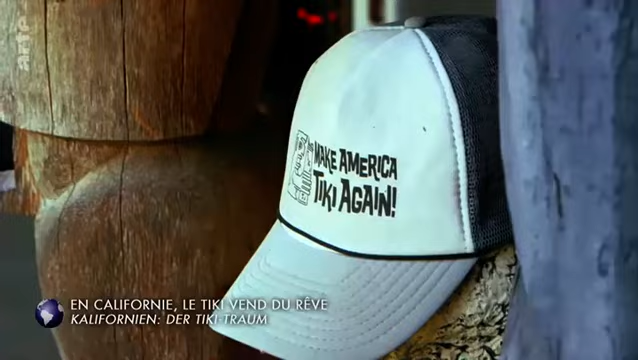 arte
MAKE AMERICA
TIKI AGAIN!
EN CALIFORNIE, LE TIKI VEND DU RÊVE
KALIFORNIEN: DER TIKI-TRAUM